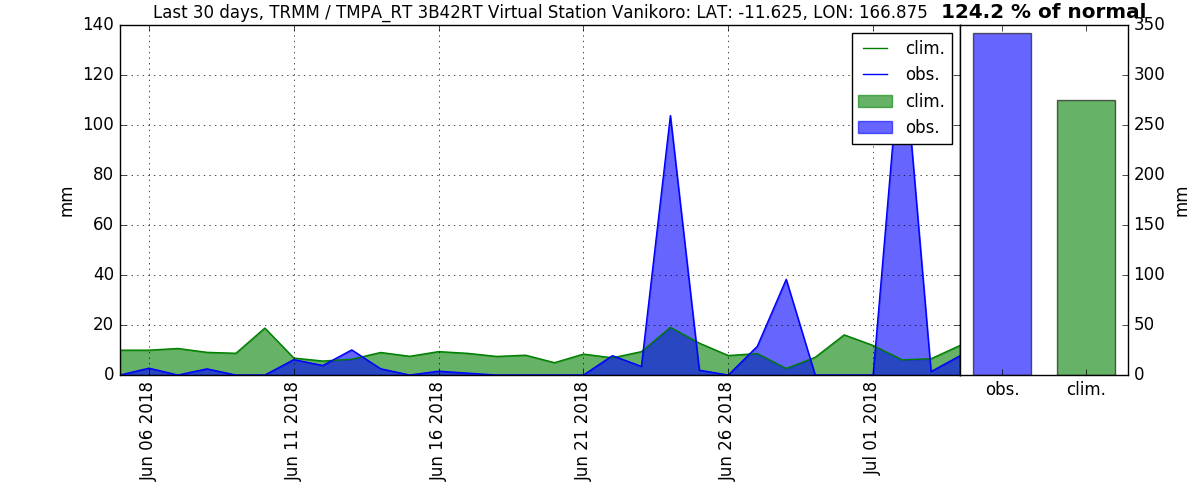 Last 30 days, TRMM / TMPA_RT 3B42RT Virtual Station Vanikoro: LAT: -11.625, LON: 166.875 124.2 % of normal
140
120
100
80
60
40
20
0
mm
clim.
obs.
clim.
obs.
350
300
250
200
150
100
50
0
mm
Jun 06 2018
Jun 11 2018
Jun 16 2018
Jun 21 2018
Jun 26 2018
Jul 01 2018
obs.
clim.